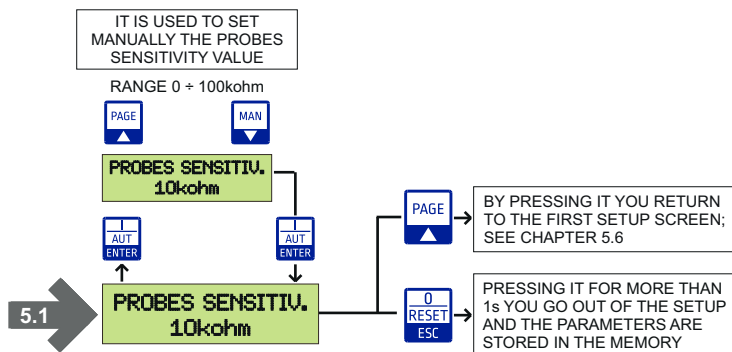 IT IS USED TO SET
MANUALLY THE PROBES
SENSITIVITY VALUE
RANGE 0 ÷ 100kohm
PAGE
MAN
PROBES SENSITIV.
10kohm
I
AUT
ENTER
I
AUT
ENTER
PAGE
BY PRESSING IT YOU RETURN
TO THE FIRST SETUP SCREEN;
SEE CHAPTER 5.6
5.1
PROBES SENSITIV.
10kohm
0
RESET
ESC
PRESSING IT FOR MORE THAN
1s YOU GO OUT OF THE SETUP
AND THE PARAMETERS ARE
STORED IN THE MEMORY